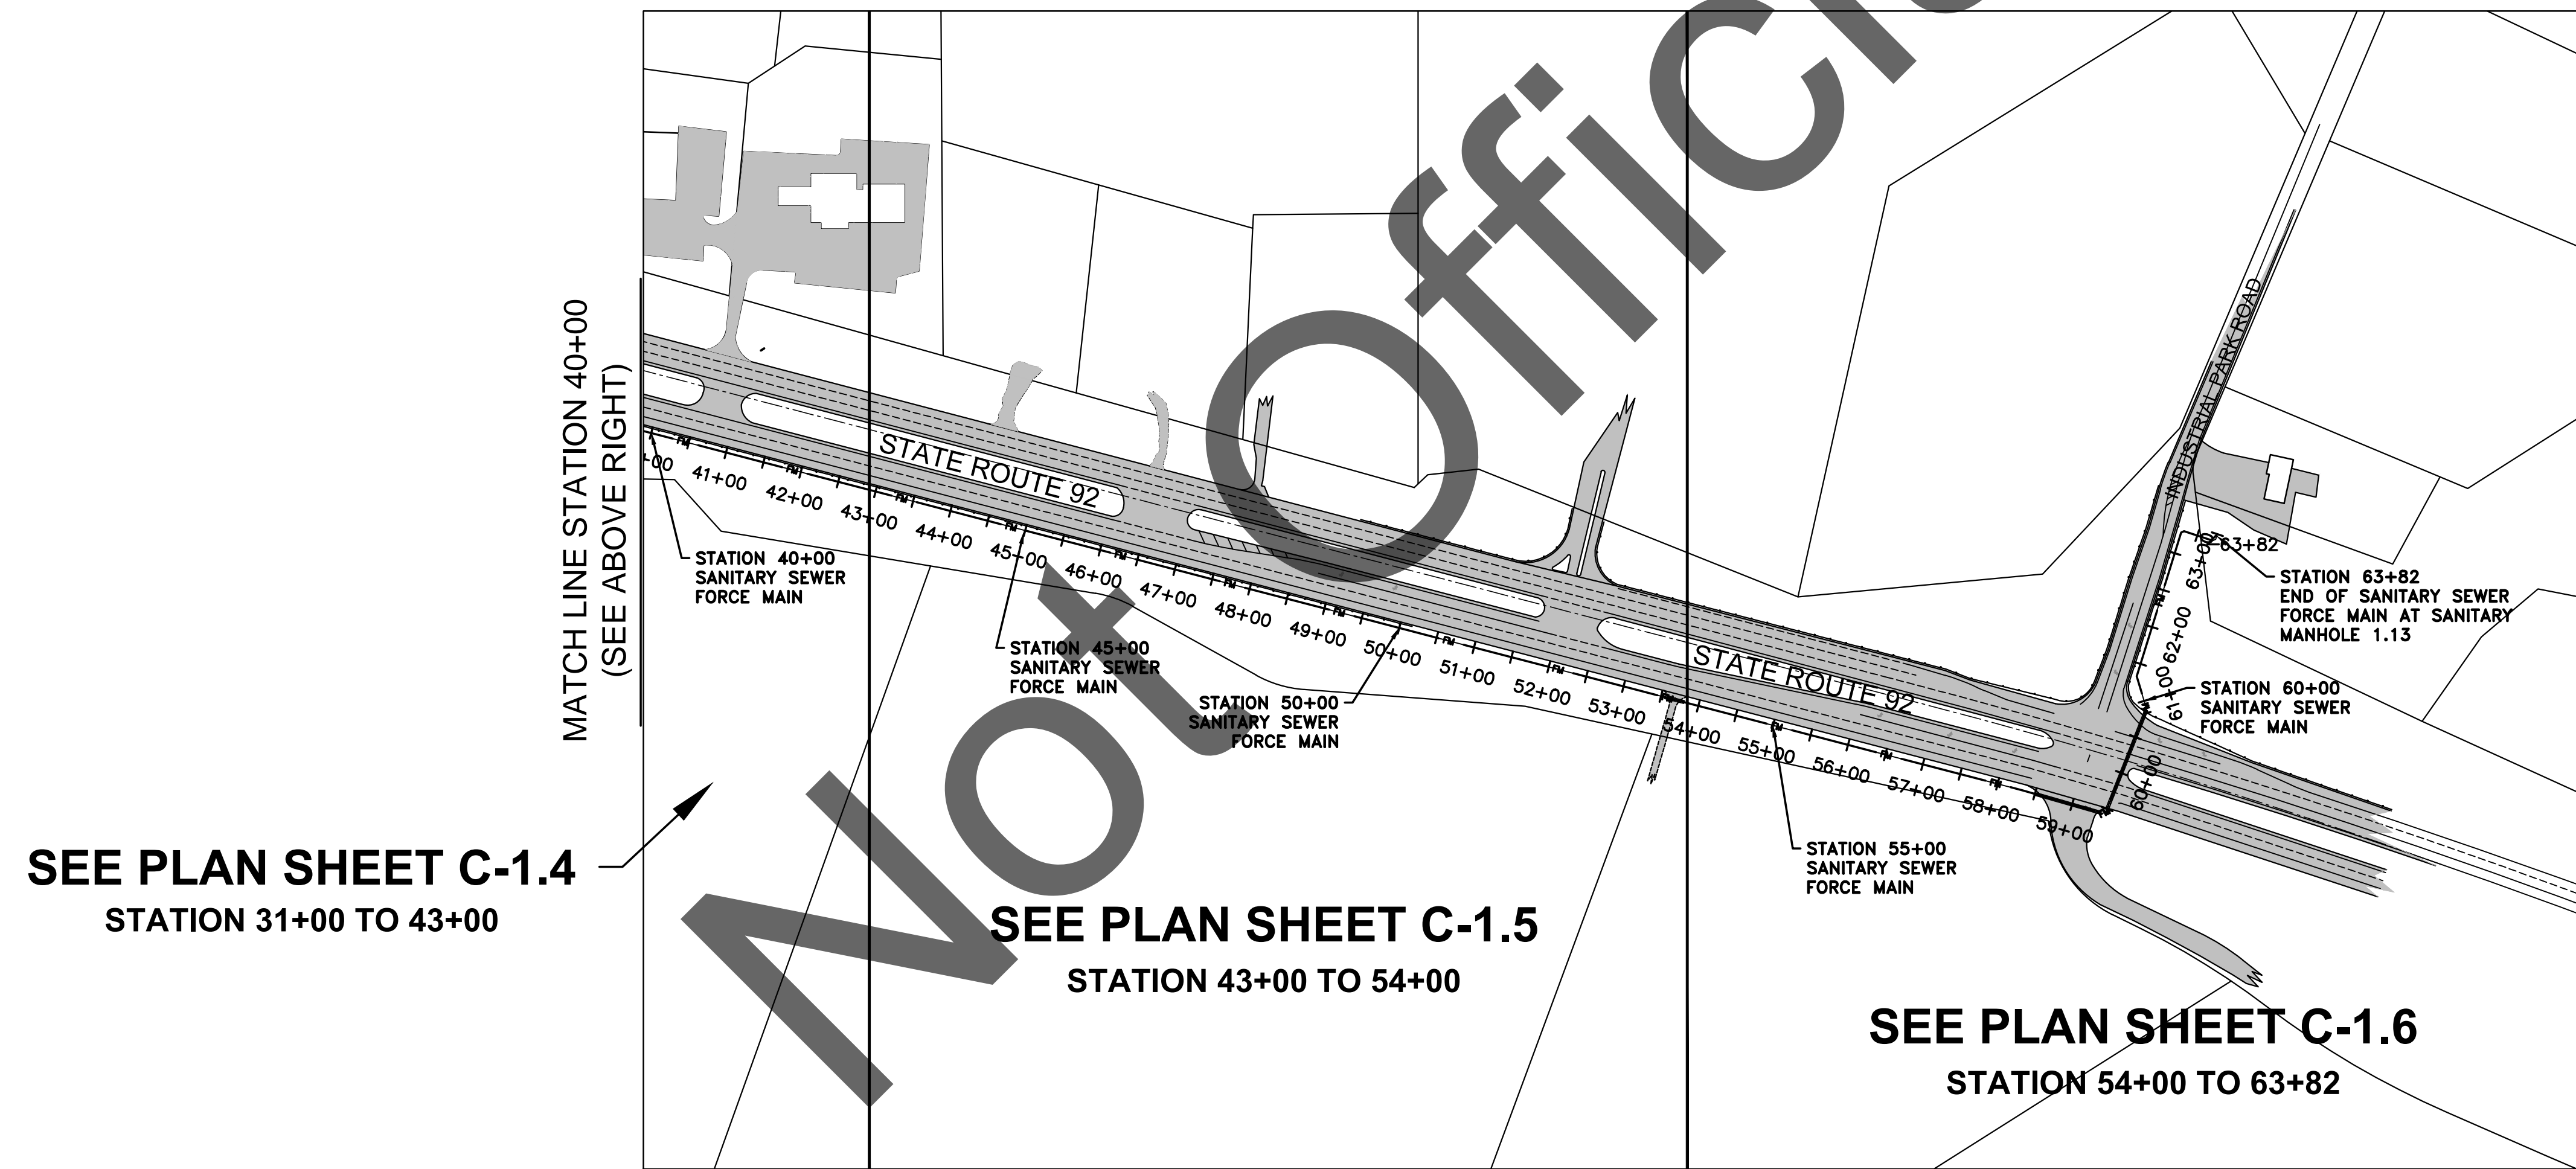 MATCH LINE STATION 40+00
(SEE ABOVE RIGHT)
SEE PLAN SHEET C-1.4
STATION 31+00 TO 43+00
STATE ROUTE 92
+00
41+00
42+00
43+00
44+00
45+00
46+00
47+00
48+00
49+00
50+00
51+00
52+00
53+00
54+00
55+00
56+00
57+00
58+00
59+00
60+00
61+00
62+00
63+00
63+82
STATION 40+00
SANITARY SEWER
FORCE MAIN
STATION 45+00
SANITARY SEWER
FORCE MAIN
STATION 50+00
SANITARY SEWER
FORCE MAIN
STATE ROUTE 92
STATION 55+00
SANITARY SEWER
FORCE MAIN
STATION 60+00
SANITARY SEWER
FORCE MAIN
STATION 63+82
END OF SANITARY SEWER
FORCE MAIN AT SANITARY
MANHOLE 1.13
INDUSTRIAL PARK ROAD
SEE PLAN SHEET C-1.5
STATION 43+00 TO 54+00
SEE PLAN SHEET C-1.6
STATION 54+00 TO 63+82
Not Offic